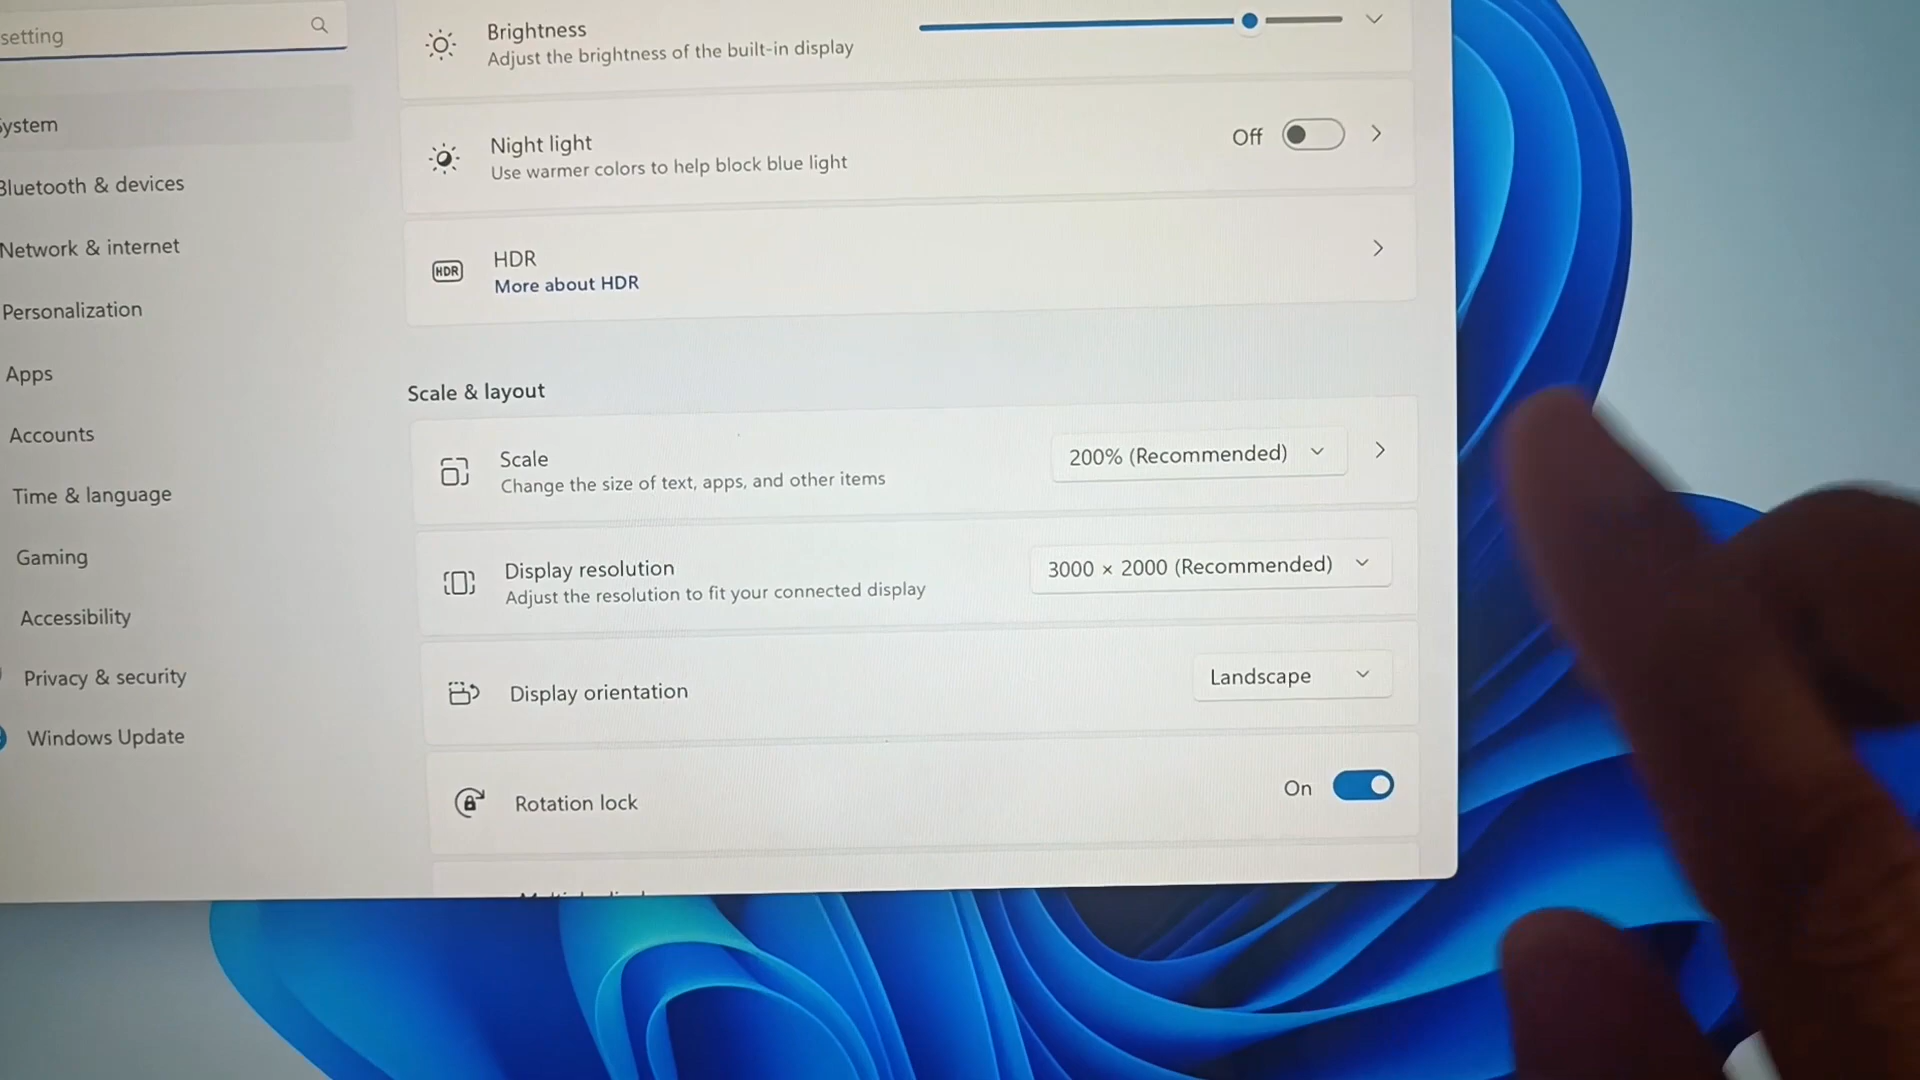 setting
Brightness
Adjust the brightness of the built-in display
System
Night light
Use warmer colors to help block blue light
Off
Bluetooth & devices
Network & internet
HDR
HDR
More about HDR
Personalization
Apps
Scale & layout
Accounts
Scale
Change the size of text, apps, and other items
200% (Recommended)
Time & language
Gaming
Display resolution
Adjust the resolution to fit your connected display
3000 × 2000 (Recommended)
Accessibility
Privacy & security
Display orientation
Landscape
Windows Update
Rotation lock
On